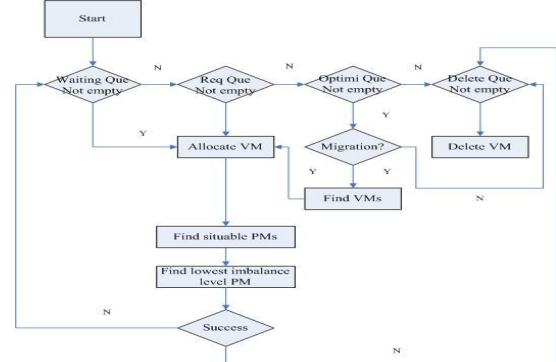 Start
Waiting Que
Not empty
N
Req Que
Not empty
N
Optimi Que
Not empty
N
Delete Que
Not empty
Y
Y
Allocate VM
Migration?
Delete VM
Y
Y
N
Find VMs
Find situable PMs
Find lowest imbalance
level PM
N
Success
N